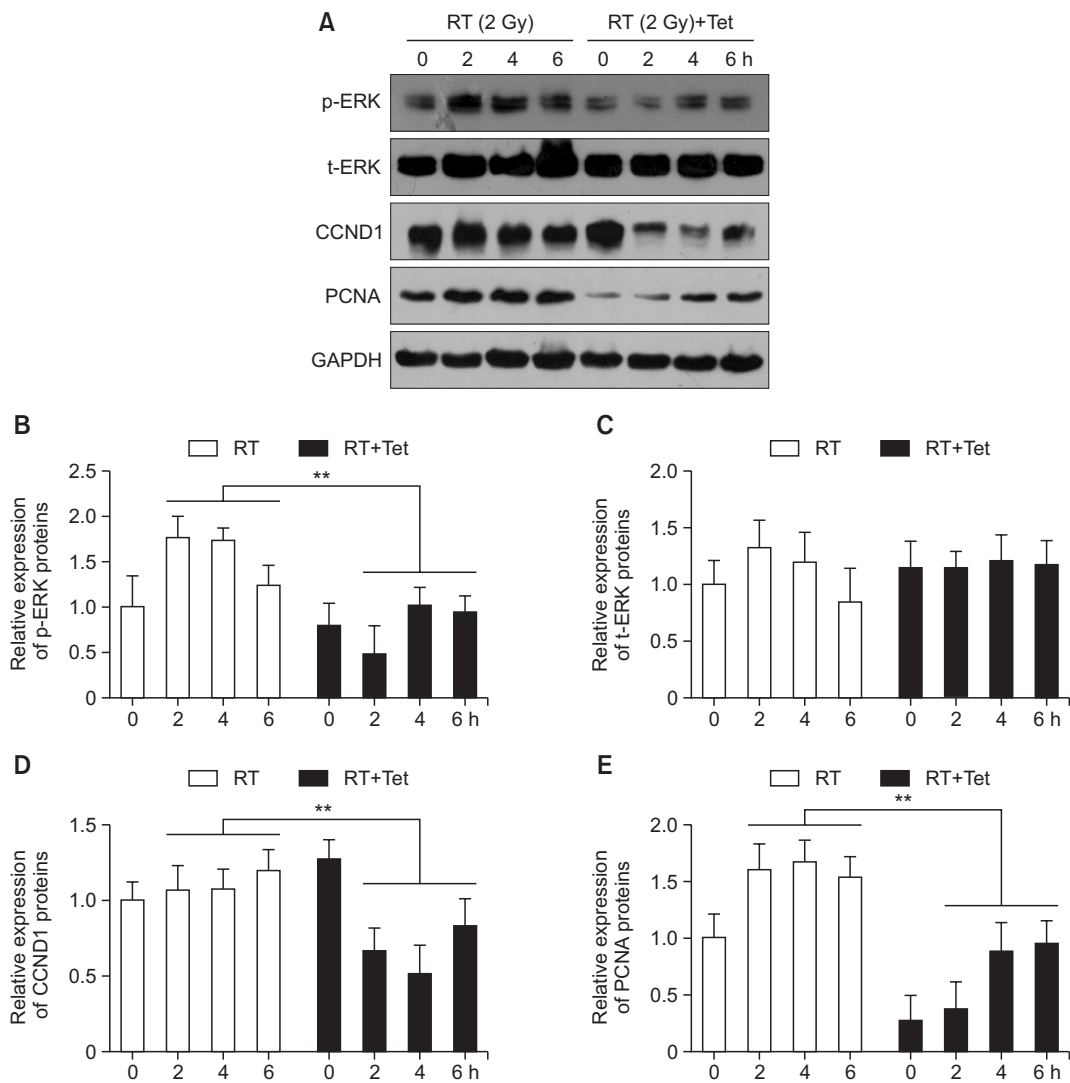 A
RT (2 Gy) RT (2 Gy)+Tet
0 2 4 6 0 2 4 6 h
p-ERK
t-ERK
CCND1
PCNA
GAPDH
B
RT RT+Tet
**
Relative expression
of p-ERK proteins
2.5
2.0
1.5
1.0
0.5
0
0 2 4 6 0 2 4 6 h
C
RT RT+Tet
Relative expression
of t-ERK proteins
2.0
1.5
1.0
0.5
0
0 2 4 6 0 2 4 6 h
D
RT RT+Tet
**
Relative expression
of CCND1 proteins
1.5
1.0
0.5
0
0 2 4 6 0 2 4 6 h
E
RT RT+Tet
**
Relative expression
of PCNA proteins
2.0
1.5
1.0
0.5
0
0 2 4 6 0 2 4 6 h